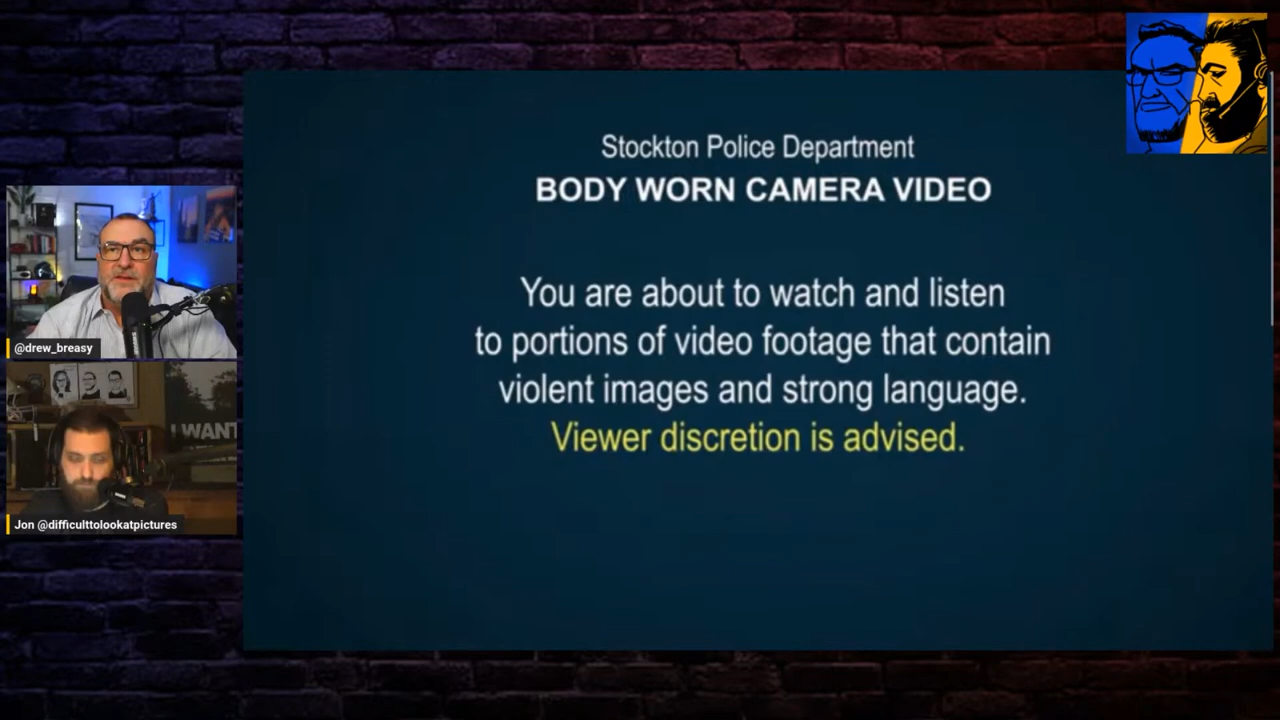 Stockton Police Department
BODY WORN CAMERA VIDEO
You are about to watch and listen
to portions of video footage that contain
violent images and strong language.
Viewer discretion is advised.
@drew_breasy
I WANT
Jon @difficulttolookatpictures